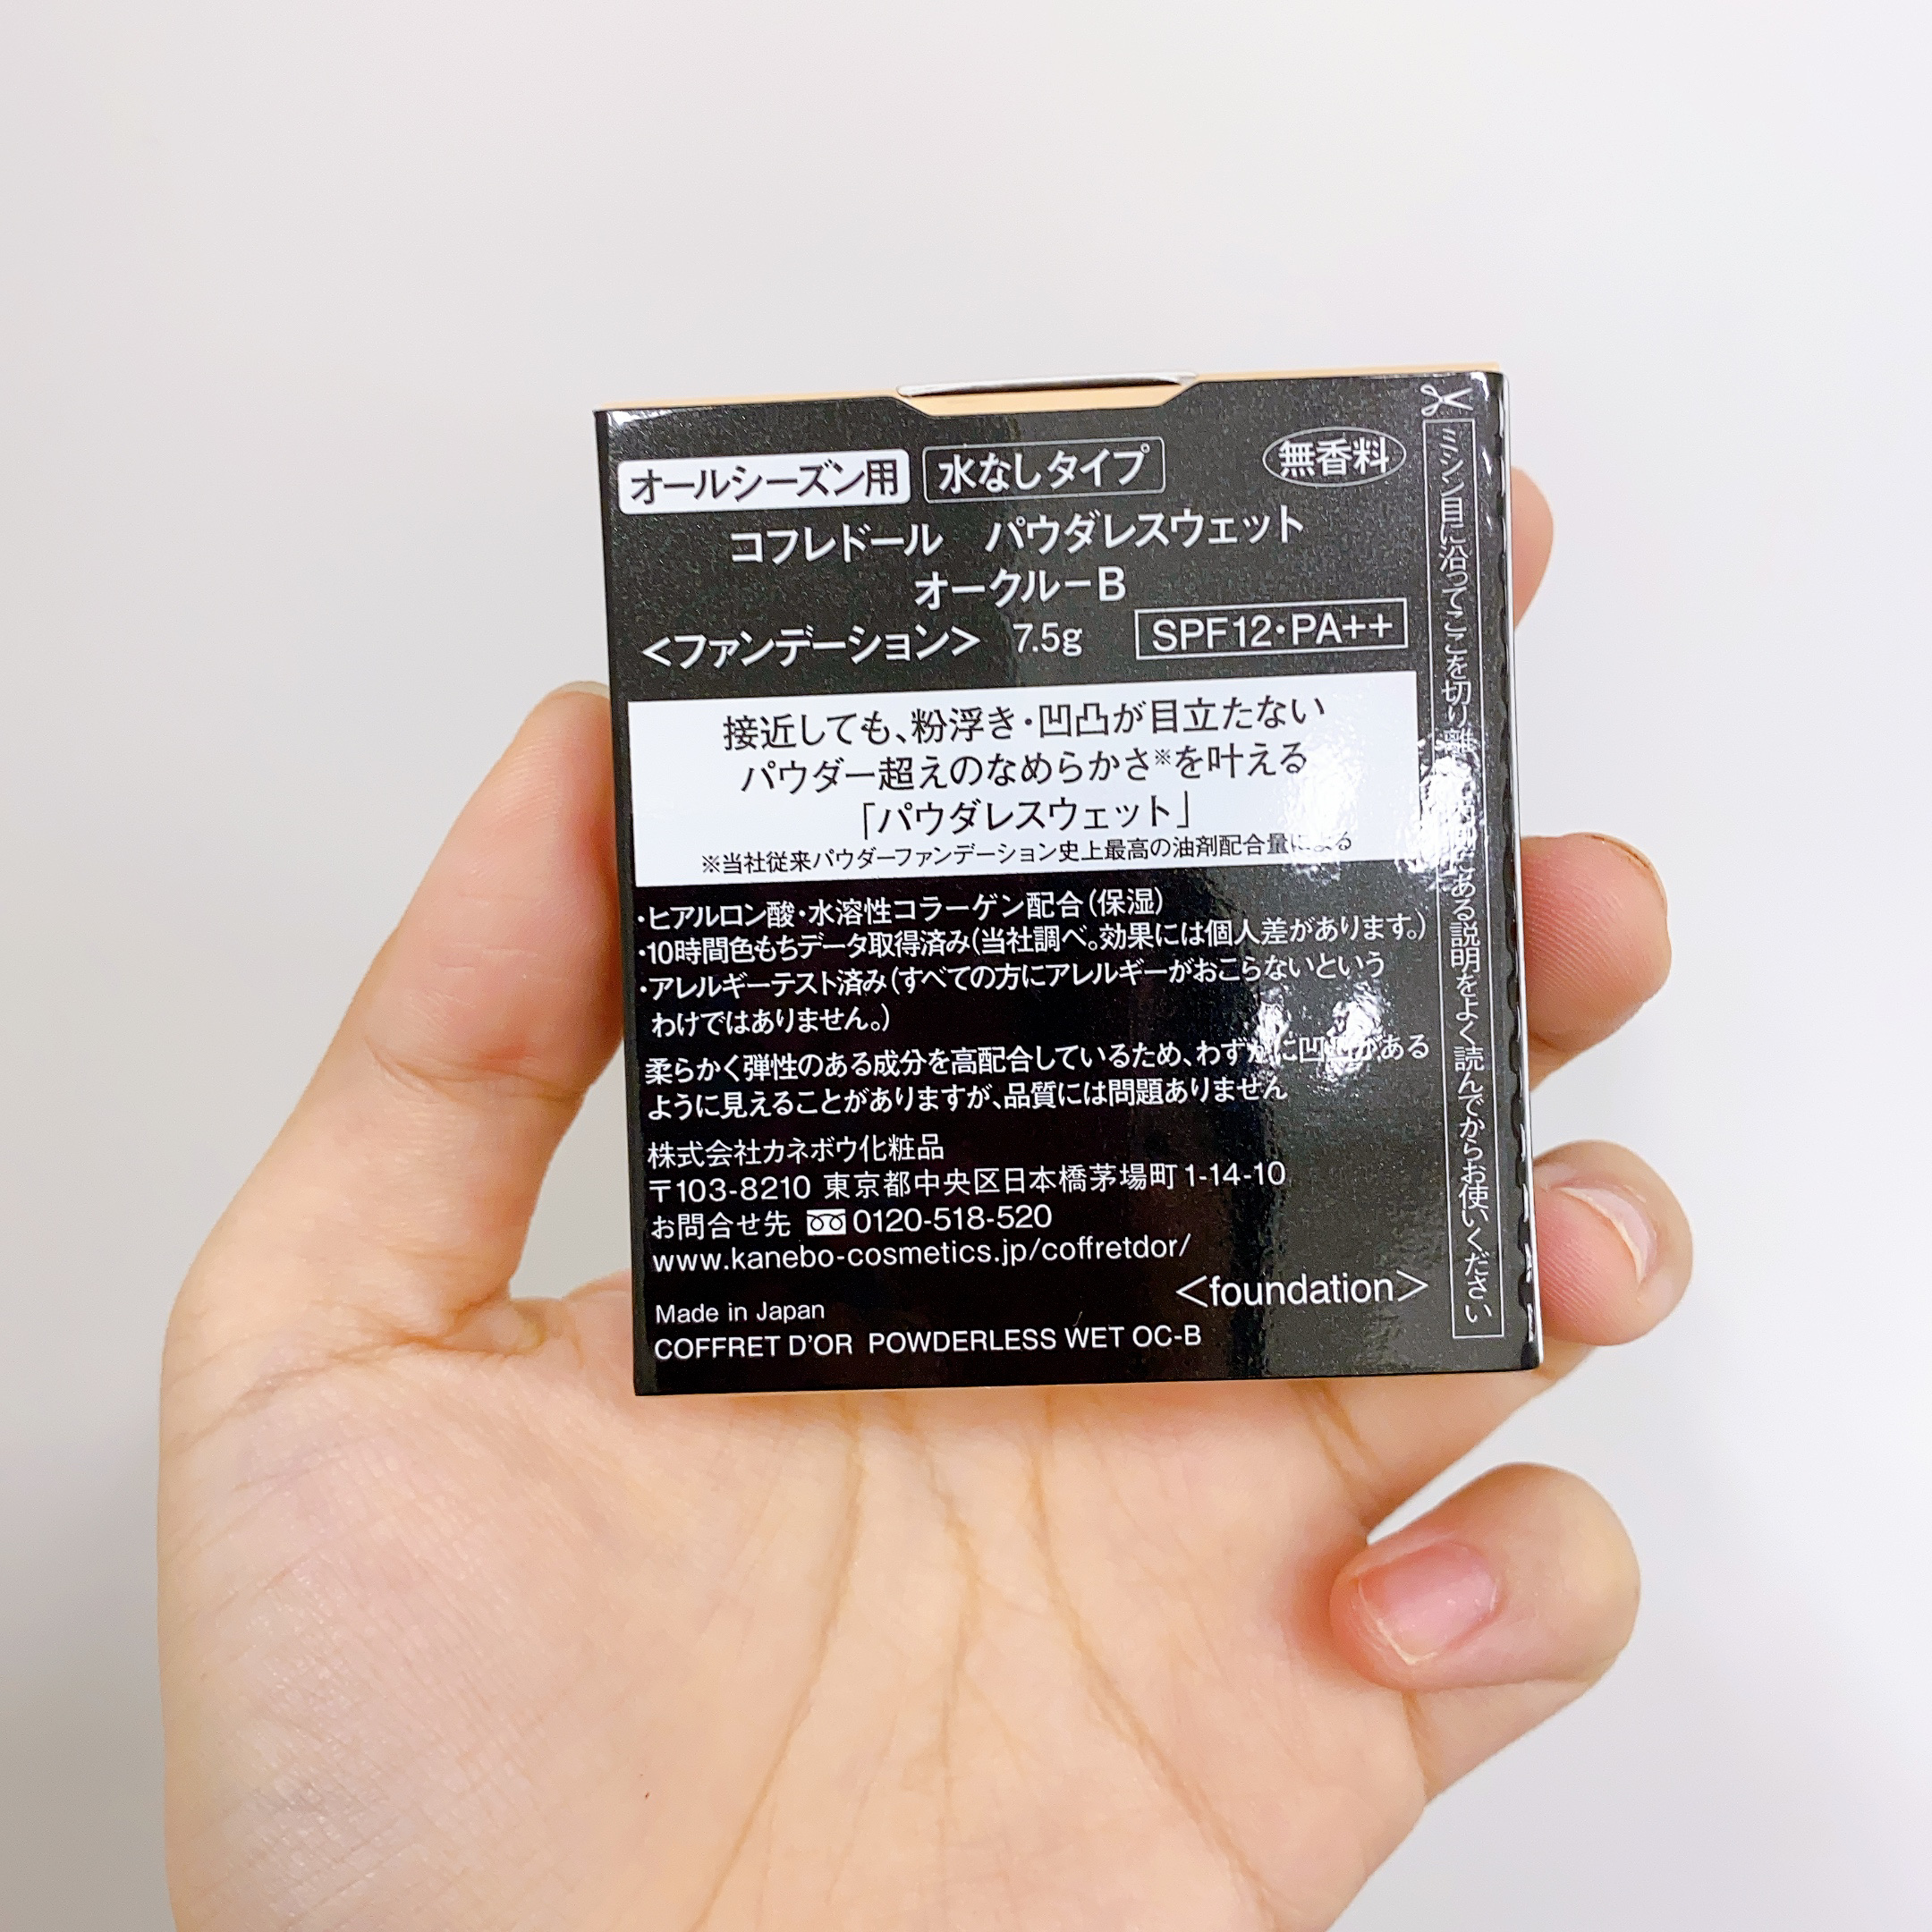 オールシーズン用 水なしタイプ 無香料
コフレドール パウダレスウェット
オークル－B
<ファンデーション> 7.5g SPF12・PA++
接近しても、粉浮き・凹凸が目立たない
パウダー超えのなめらかさ※を叶える
「パウダレスウェット」
※当社従来パウダーファンデーション史上最高の油剤配合量による
・ヒアルロン酸・水溶性コラーゲン配合（保湿）
・10時間色もちデータ取得済み（当社調べ。効果には個人差があります。）
・アレルギーテスト済み（すべての方にアレルギーがおこらないという
わけではありません。）
柔らかく弾性のある成分を高配合しているため、わずかに凹凸がある
ように見えることがありますが、品質には問題ありません
株式会社カネボウ化粧品
〒103-8210 東京都中央区日本橋茅場町1-14-10
お問合せ先 0120-518-520
www.kanebo-cosmetics.jp/coffretdor/
<foundation>
Made in Japan
COFFRET D'OR POWDERLESS WET OC-B
ミシン目に沿ってここを切り離 にある説明をよく読んでからお使いください